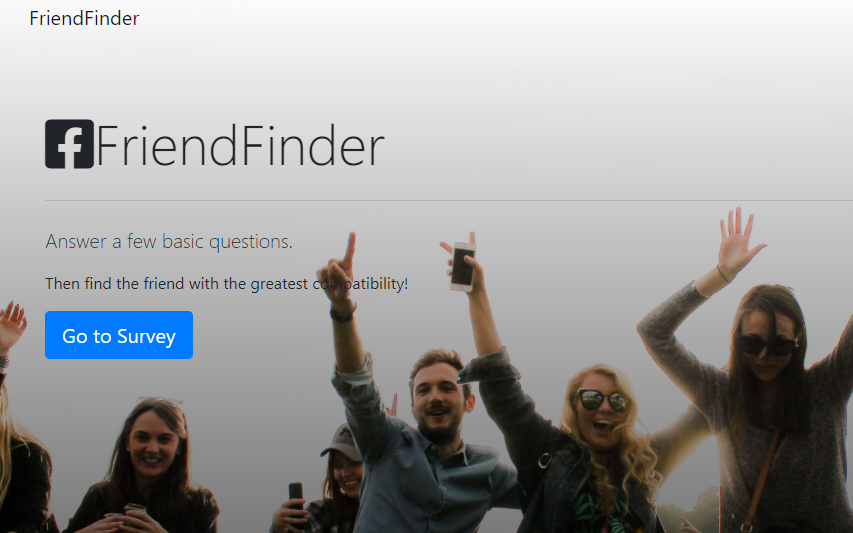 FriendFinder
FriendFinder
Answer a few basic questions.
Then find the friend with the greatest compatibility!
Go to Survey